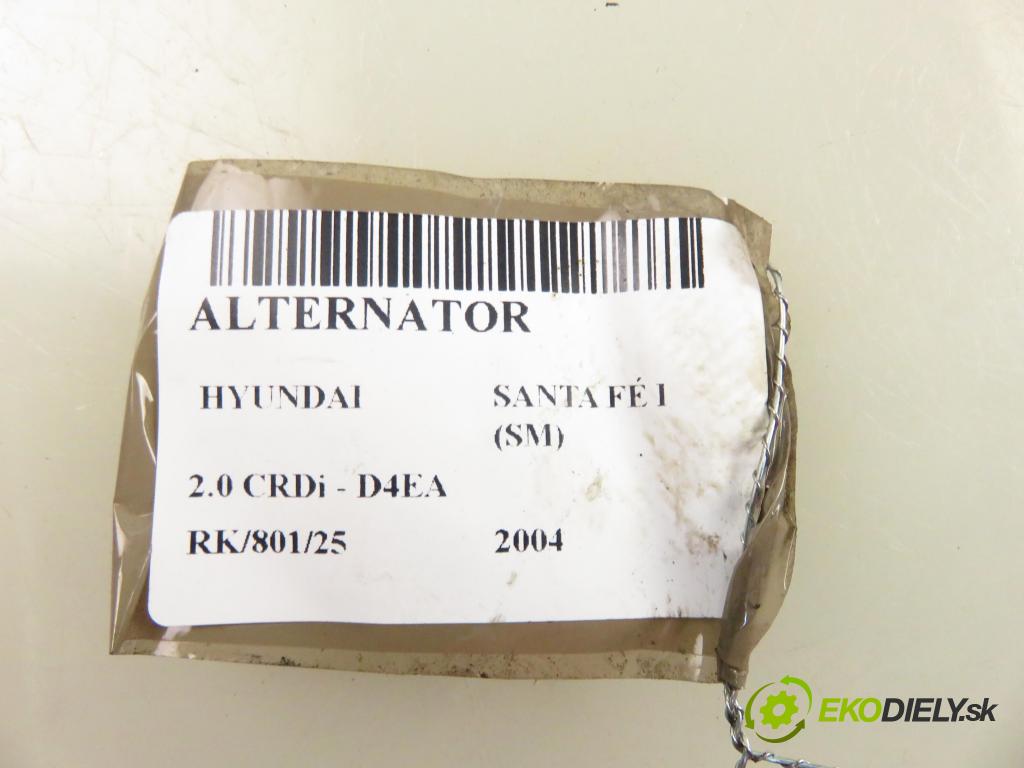 ALTERNATOR
HYUNDAI SANTA FÉ I
(SM)
2.0 CRDi - D4EA
RK/801/25 2004
EKODIELY.sk